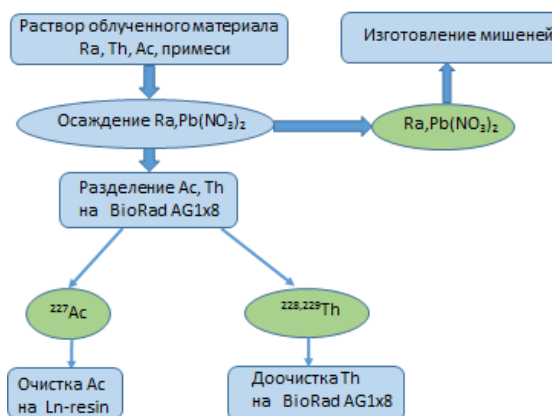 Раствор облученного материала
Ra, Th, Ac, примеси
Изготовление мишеней
Осаждение Ra,Pb(NO₃)₂
Ra,Pb(NO₃)₂
Разделение Ac, Th
на BioRad AG1x8
²²⁷Ac
²²⁸,²²⁹Th
Очистка Ac
на Ln-resin
Доочистка Th
на BioRad AG1x8